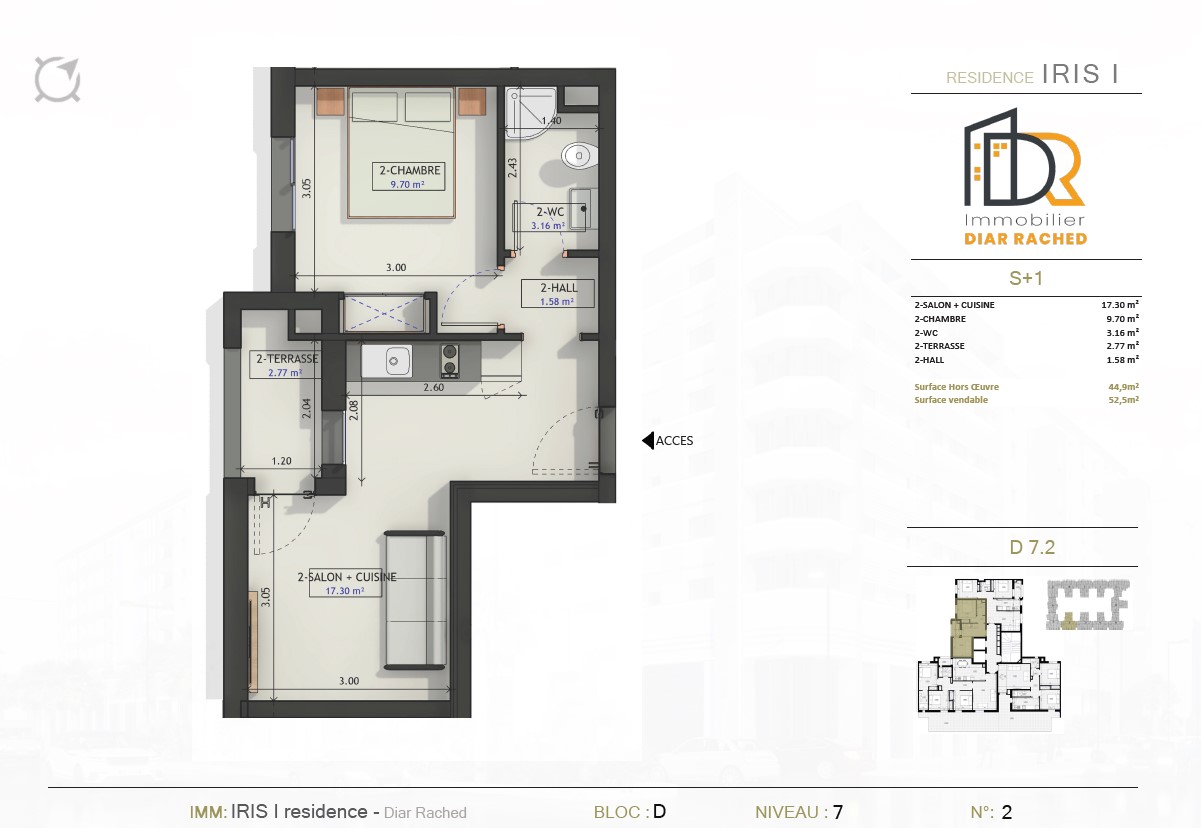 RESIDENCE IRIS I
Immobilier
DIAR RACHED
S+1
2-SALON + CUISINE 17.30 m²
2-CHAMBRE 9.70 m²
2-WC 3.16 m²
2-TERRASSE 2.77 m²
2-HALL 1.58 m²
Surface Hors Œuvre 44,9m²
Surface vendable 52,5m²
D 7.2
1.40
2-CHAMBRE
9.70 m²
2.43
3.05
2-WC
3.16 m²
3.00
2-HALL
1.58 m²
2-TERRASSE
2.77 m²
2.60
2.04
2.08
ACCES
1.20
2-SALON + CUISINE
17.30 m²
3.05
3.00
IMM: IRIS I residence - Diar Rached
BLOC : D
NIVEAU : 7
N°: 2